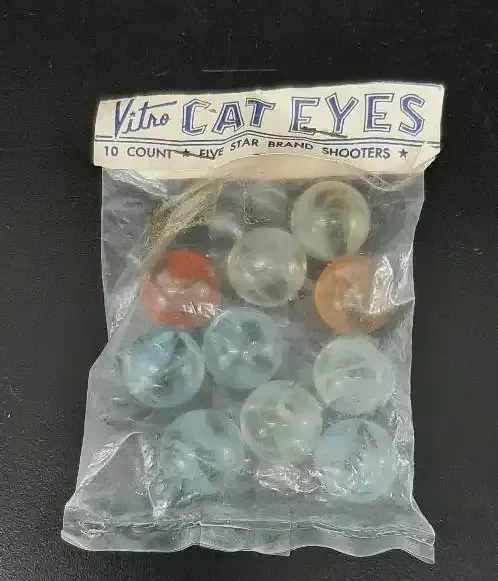 Vitro CAT EYES
10 COUNT ★ FIVE STAR BRAND SHOOTERS ★